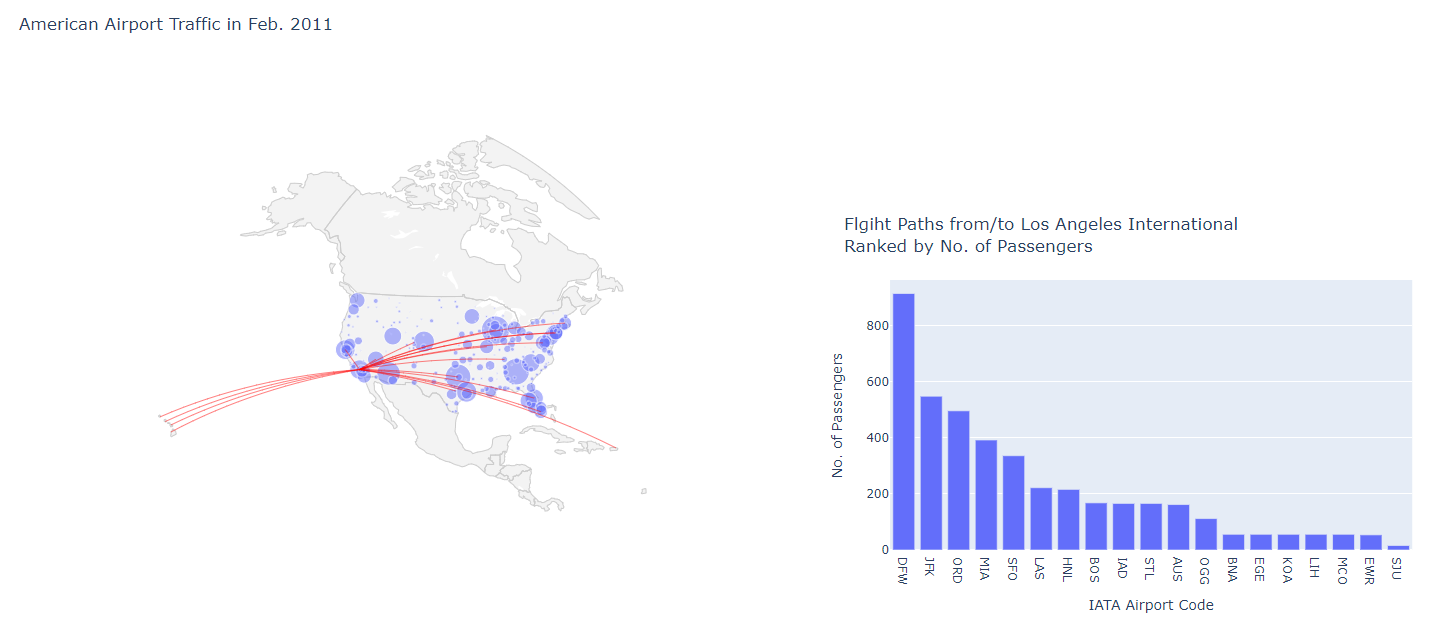 American Airport Traffic in Feb. 2011
Flgiht Paths from/to Los Angeles International
Ranked by No. of Passengers
No. of Passengers
800
600
400
200
0
DFW
JFK
ORD
MIA
SFO
LAS
HNL
BOS
IAD
STL
AUS
OGG
BNA
EGE
KOA
LIH
MCO
EWR
SJU
IATA Airport Code